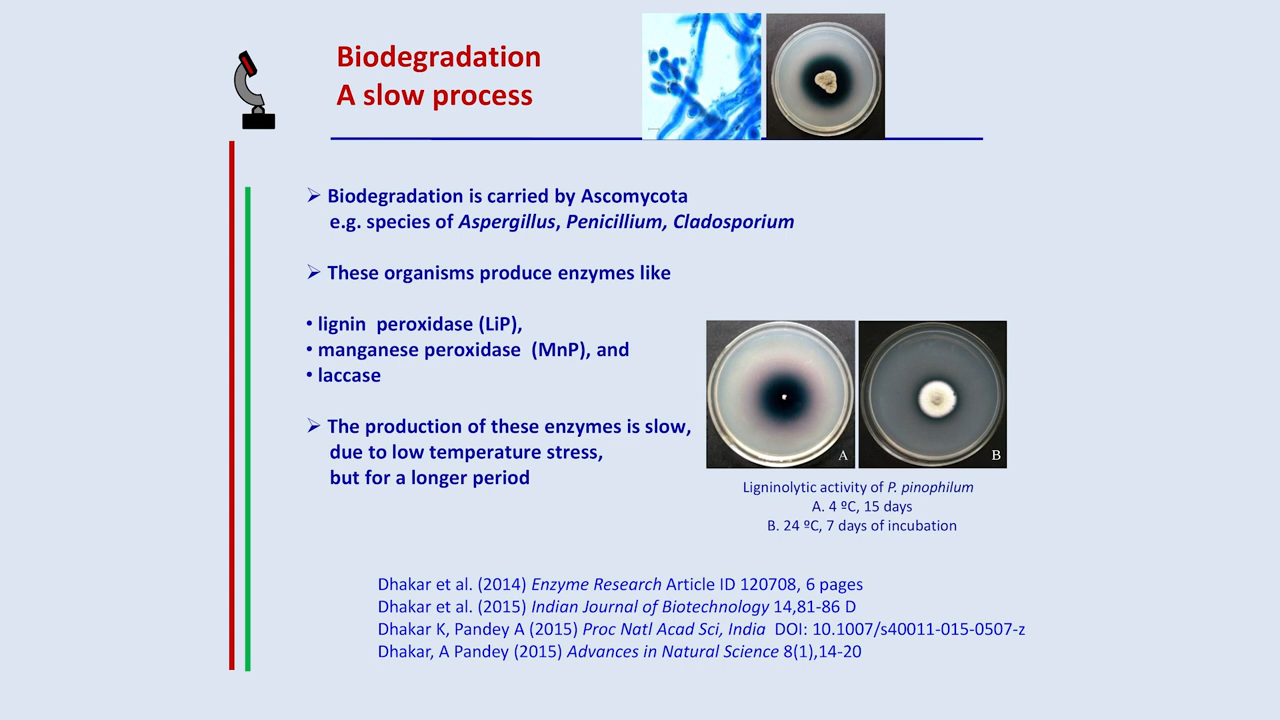 Biodegradation
A slow process
➢ Biodegradation is carried by Ascomycota
e.g. species of Aspergillus, Penicillium, Cladosporium
➢ These organisms produce enzymes like
• lignin peroxidase (LiP),
• manganese peroxidase (MnP), and
• laccase
➢ The production of these enzymes is slow,
due to low temperature stress,
but for a longer period
A
B
Ligninolytic activity of P. pinophilum
A. 4 ºC, 15 days
B. 24 ºC, 7 days of incubation
Dhakar et al. (2014) Enzyme Research Article ID 120708, 6 pages
Dhakar et al. (2015) Indian Journal of Biotechnology 14,81-86 D
Dhakar K, Pandey A (2015) Proc Natl Acad Sci, India DOI: 10.1007/s40011-015-0507-z
Dhakar, A Pandey (2015) Advances in Natural Science 8(1),14-20